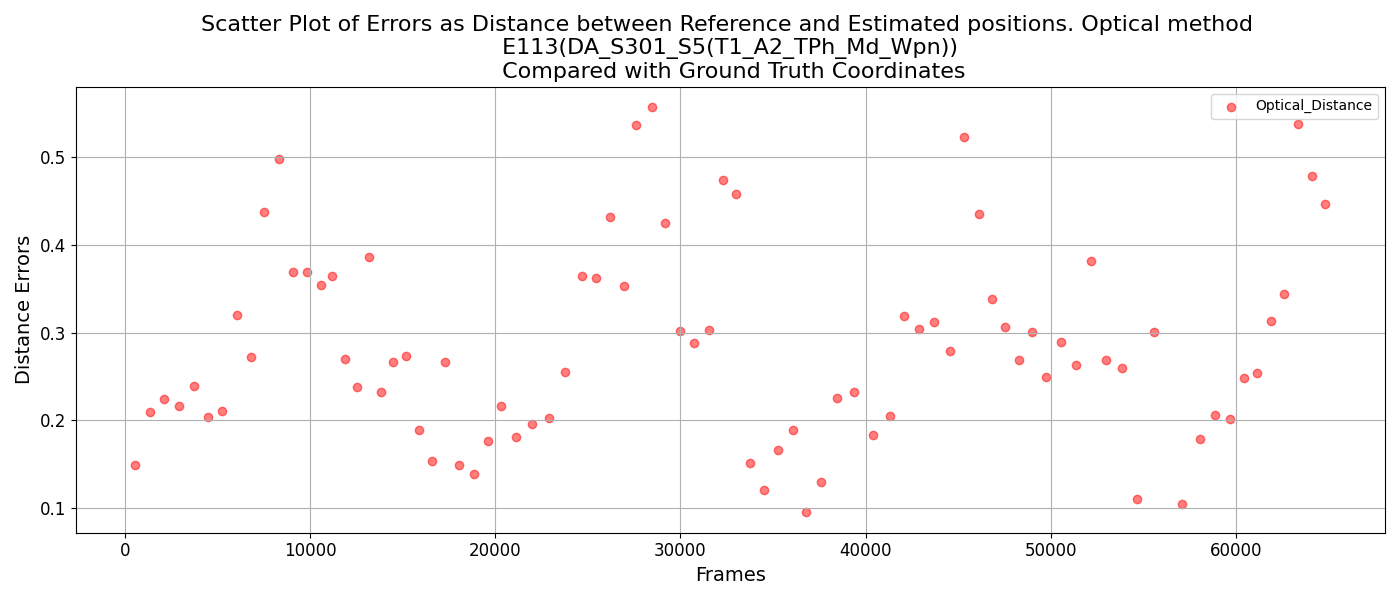 Scatter Plot of Errors as Distance between Reference and Estimated positions. Optical method
E113(DA_S301_S5(T1_A2_TPh_Md_Wpn))
Compared with Ground Truth Coordinates
Optical_Distance
Distance Errors
0.5
0.4
0.3
0.2
0.1
0 10000 20000 30000 40000 50000 60000
Frames